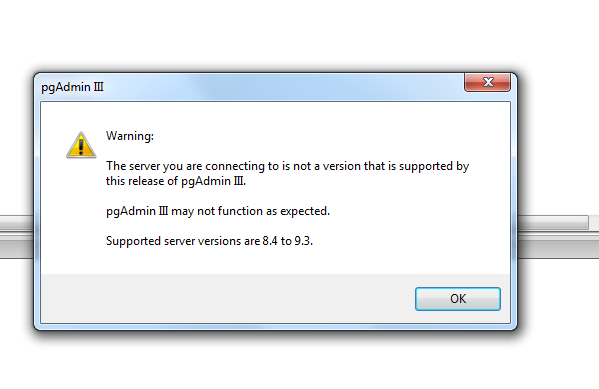 pgAdmin III
Warning:
The server you are connecting to is not a version that is supported by
this release of pgAdmin III.
pgAdmin III may not function as expected.
Supported server versions are 8.4 to 9.3.
OK